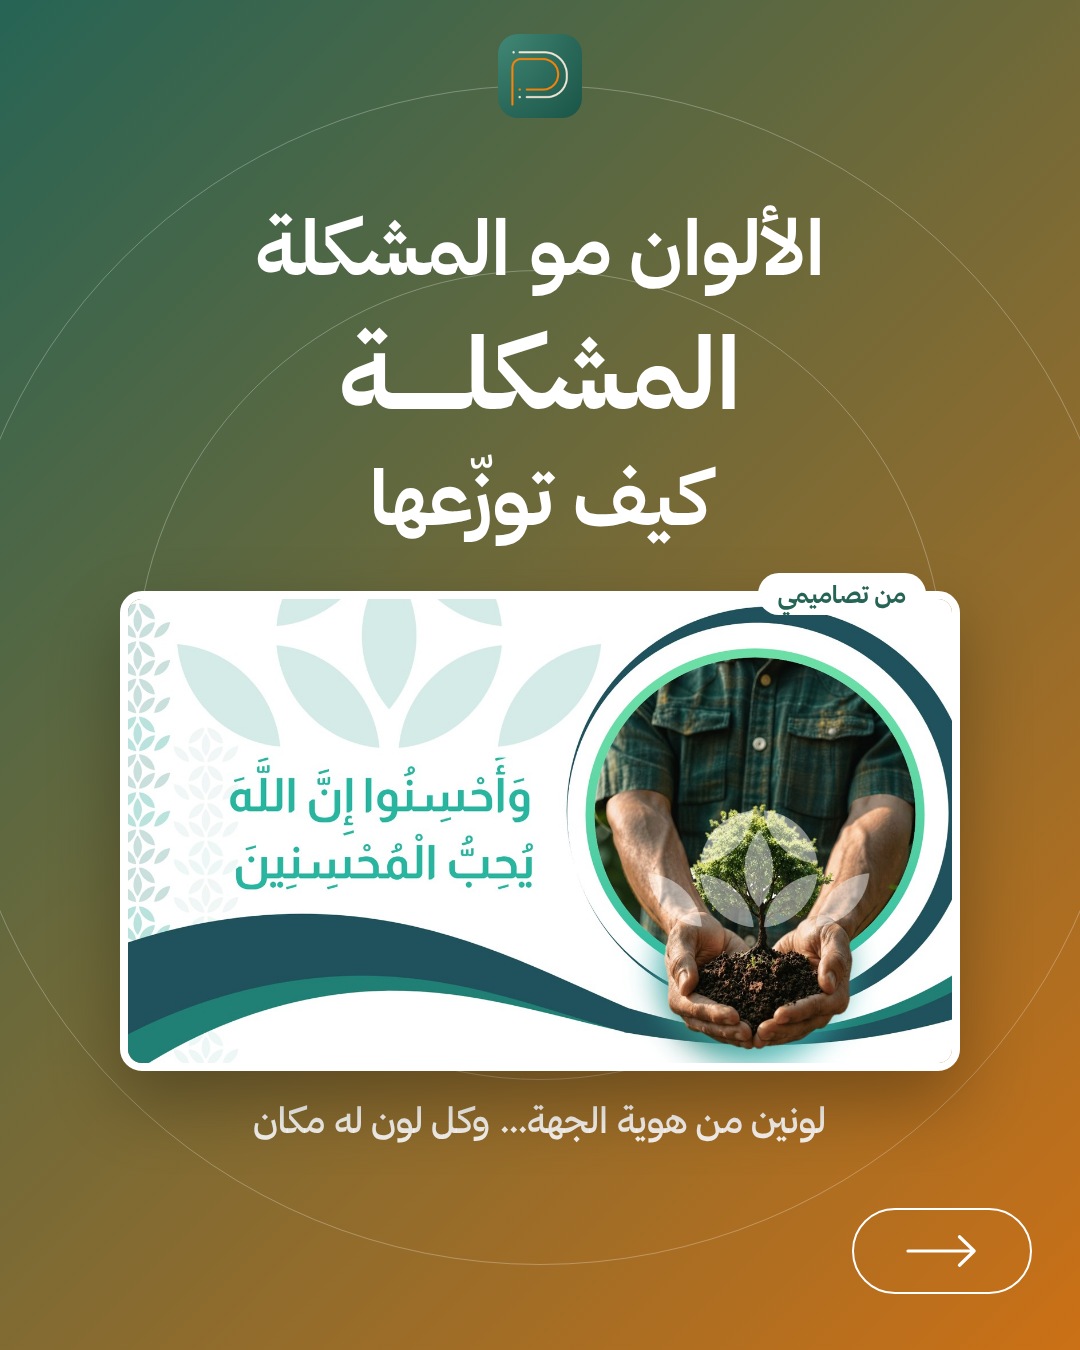 الألوان مو المشكلة
المشكلـــة
كيف توزّعها
من تصاميمي
وَأَحْسِنُوا إِنَّ اللَّهَ
يُحِبُّ الْمُحْسِنِينَ
لونين من هوية الجهة... وكل لون له مكان